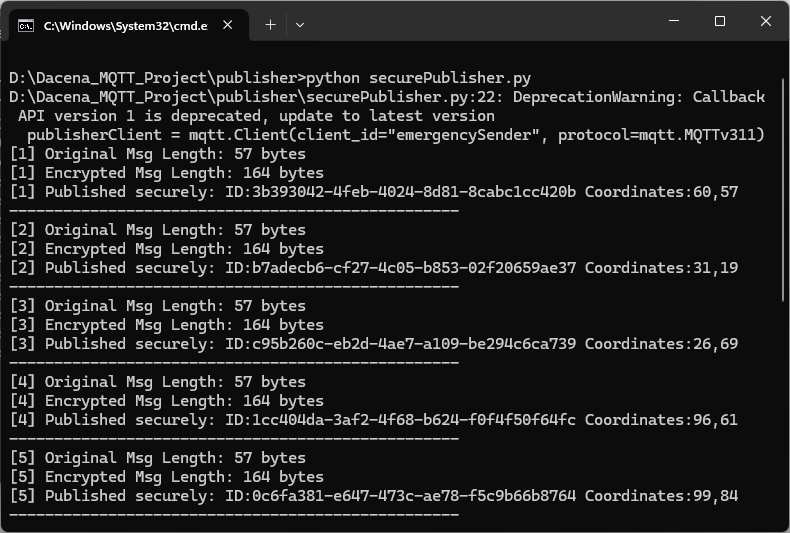 C:\Windows\System32\cmd.e
D:\Dacena_MQTT_Project\publisher>python securePublisher.py
D:\Dacena_MQTT_Project\publisher\securePublisher.py:22: DeprecationWarning: Callback
API version 1 is deprecated, update to latest version
publisherClient = mqtt.Client(client_id="emergencySender", protocol=mqtt.MQTTv311)
[1] Original Msg Length: 57 bytes
[1] Encrypted Msg Length: 164 bytes
[1] Published securely: ID:3b393042-4feb-4024-8d81-8cabc1cc420b Coordinates:60,57
--------------------------------------------------
[2] Original Msg Length: 57 bytes
[2] Encrypted Msg Length: 164 bytes
[2] Published securely: ID:b7adecb6-cf27-4c05-b853-02f20659ae37 Coordinates:31,19
--------------------------------------------------
[3] Original Msg Length: 57 bytes
[3] Encrypted Msg Length: 164 bytes
[3] Published securely: ID:c95b260c-eb2d-4ae7-a109-be294c6ca739 Coordinates:26,69
--------------------------------------------------
[4] Original Msg Length: 57 bytes
[4] Encrypted Msg Length: 164 bytes
[4] Published securely: ID:1cc404da-3af2-4f68-b624-f0f4f50f64fc Coordinates:96,61
--------------------------------------------------
[5] Original Msg Length: 57 bytes
[5] Encrypted Msg Length: 164 bytes
[5] Published securely: ID:0c6fa381-e647-473c-ae78-f5c9b66b8764 Coordinates:99,84
--------------------------------------------------